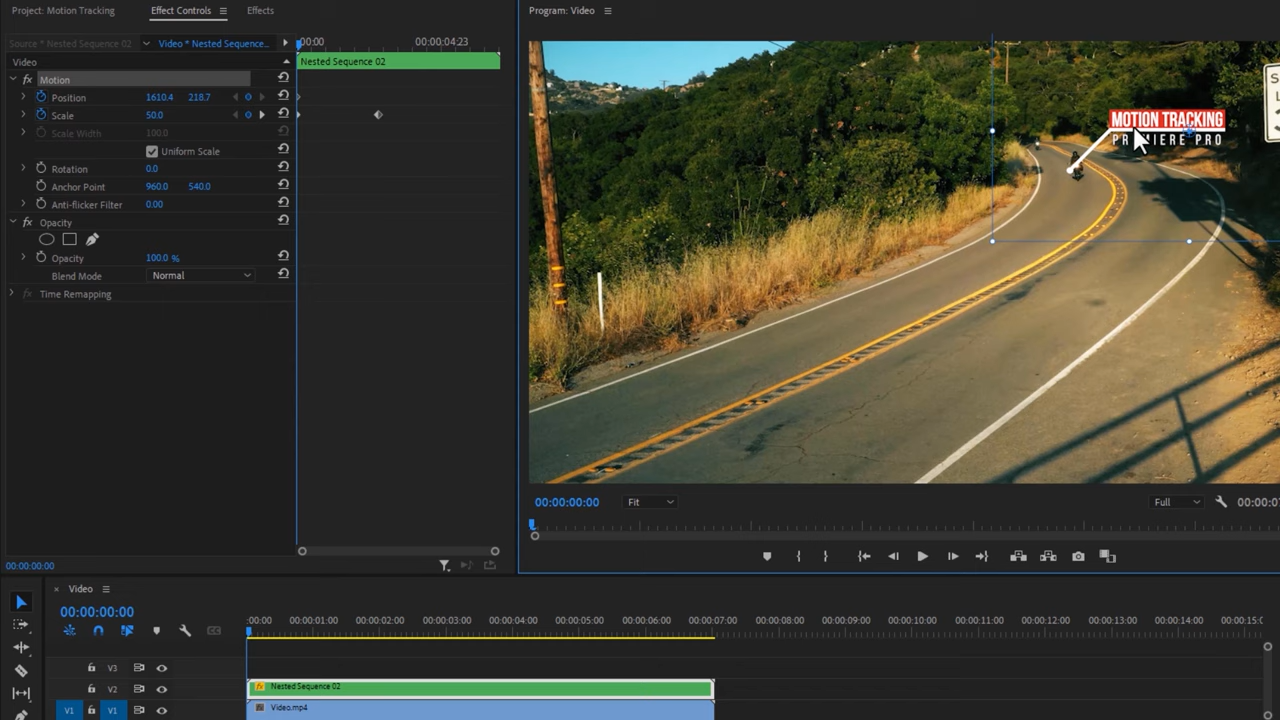 Project: Motion Tracking
Effect Controls
Effects
Program: Video
Source * Nested Sequence 02
Video * Nested Sequence...
:00:00
00:00:04:23
Video
Nested Sequence 02
fx Motion
Position 1610.4 218.7
Scale 50.0
Scale Width 100.0
Uniform Scale
Rotation 0.0
Anchor Point 960.0 540.0
Anti-flicker Filter 0.00
fx Opacity
Opacity 100.0 %
Blend Mode Normal
fx Time Remapping
MOTION TRACKING
PREMIERE PRO
S
L
00:00:00:00
Fit
Full
00:00:07
00:00:00:00
× Video
00:00:00:00
:00:00
00:00:01:00
00:00:02:00
00:00:03:00
00:00:04:00
00:00:05:00
00:00:06:00
00:00:07:00
00:00:08:00
00:00:09:00
00:00:10:00
00:00:11:00
00:00:12:00
00:00:13:00
00:00:14:00
00:00:15:0
CC
V3
V2
fx Nested Sequence 02
V1 V1
Video.mp4